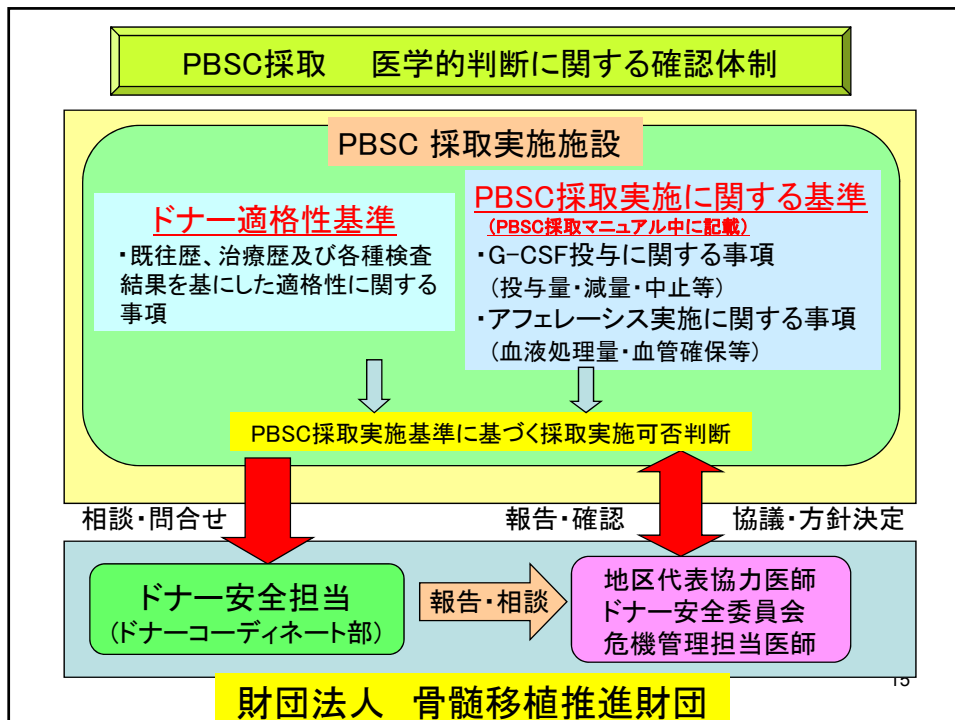 PBSC採取　医学的判断に関する確認体制
PBSC 採取実施施設
ドナー適格性基準
・既往歴、治療歴及び各種検査
結果を基にした適格性に関する
事項
PBSC採取実施に関する基準
(PBSC採取マニュアル中に記載)
・G-CSF投与に関する事項
(投与量・減量・中止等)
・アフェレーシス実施に関する事項
(血液処理量・血管確保等)
PBSC採取実施基準に基づく採取実施可否判断
相談・問合せ
報告・確認
協議・方針決定
ドナー安全担当
(ドナーコーディネート部)
報告・相談
地区代表協力医師
ドナー安全委員会
危機管理担当医師
15
財団法人　骨髄移植推進財団